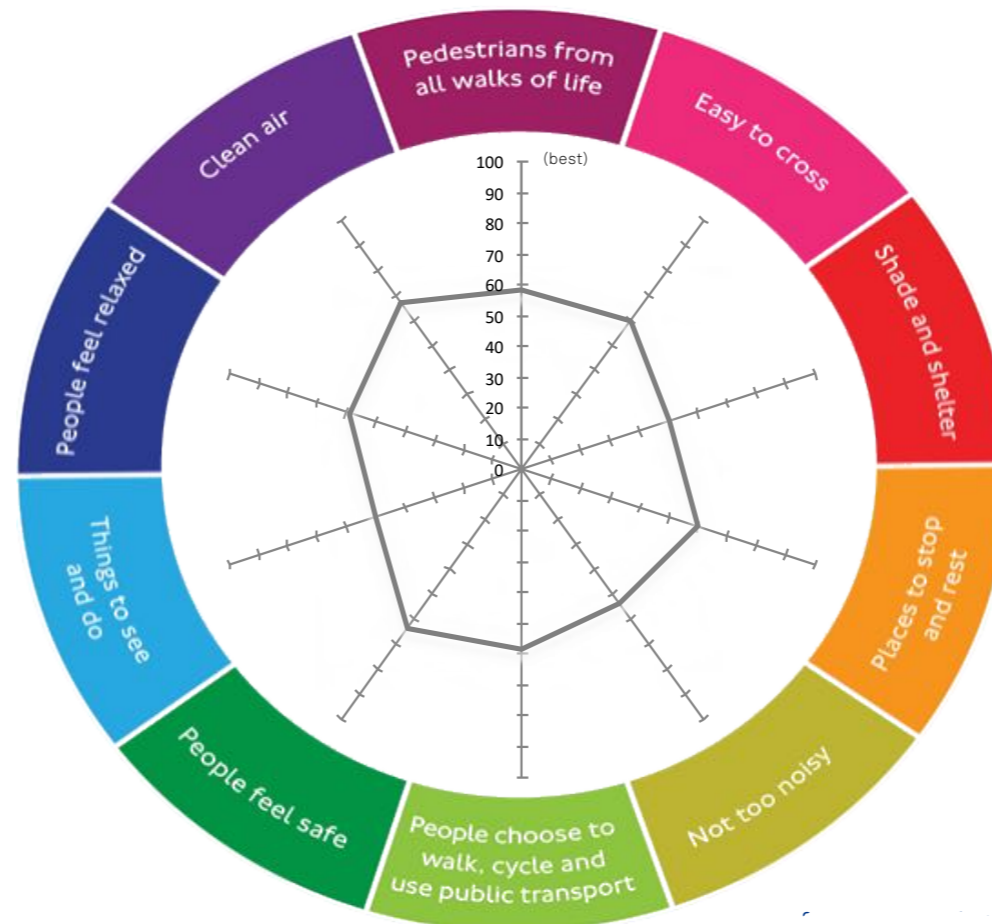 Pedestrians from
all walks of life
Easy to cross
Shade and shelter
Places to stop
and rest
Not too noisy
People choose to
walk, cycle and
use public transport
People feel safe
Things to see
and do
People feel relaxed
Clean air
100
(best)
90
80
70
60
50
40
30
20
10
0